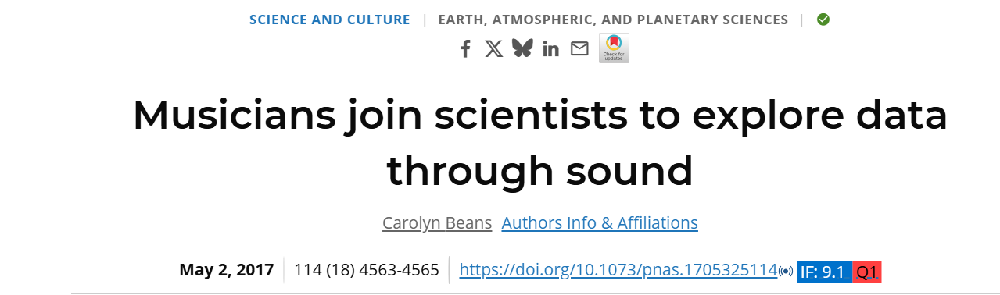 SCIENCE AND CULTURE | EARTH, ATMOSPHERIC, AND PLANETARY SCIENCES |
Check for
updates
Musicians join scientists to explore data
through sound
Carolyn Beans Authors Info & Affiliations
May 2, 2017 114 (18) 4563-4565 https://doi.org/10.1073/pnas.1705325114 IF: 9.1 Q1